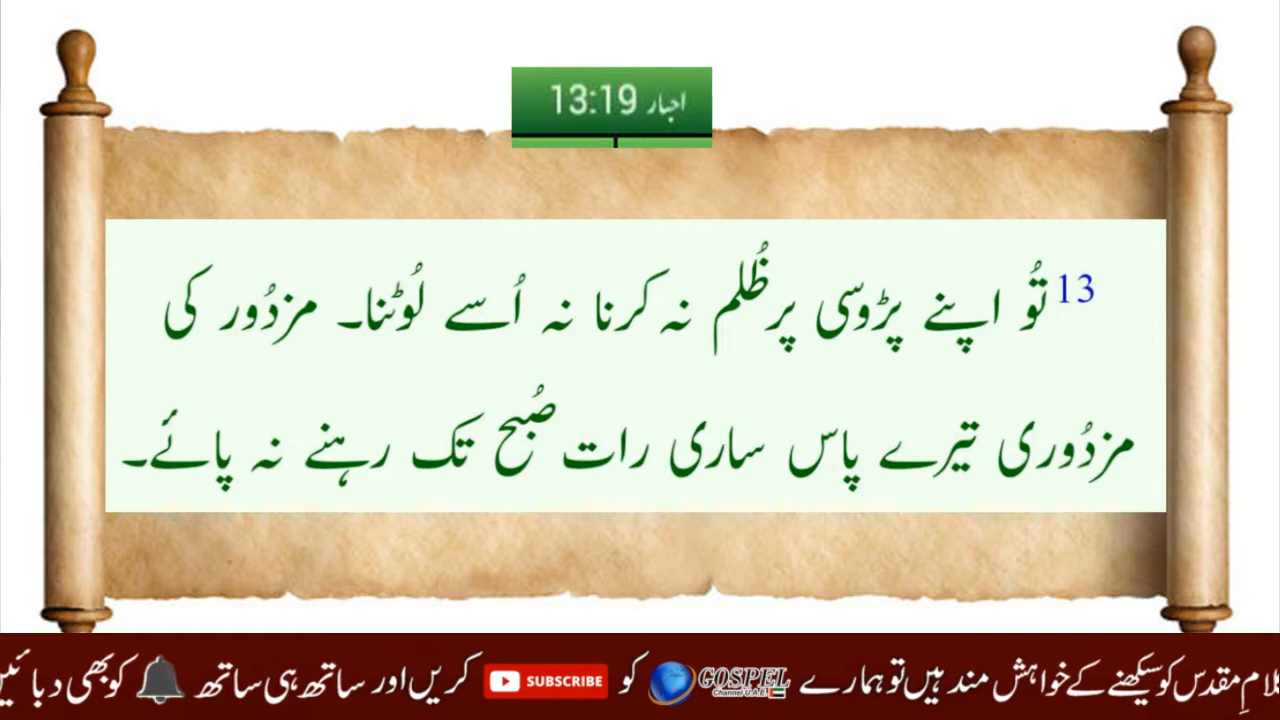 احبار 13:19
13 تُو اپنے پڑوسی پر ظُلم نہ کرنا نہ اُسے لُوٹنا۔ مزدُور کی
مزدُوری تیرے پاس ساری رات صُبح تک رہنے نہ پائے۔
مقدس کو سیکھنے کے خواہش مند ہیں تو ہمارے GOSPEL Channel U.A.E. کو SUBSCRIBE کریں اور ساتھ ہی ساتھ کو بھی